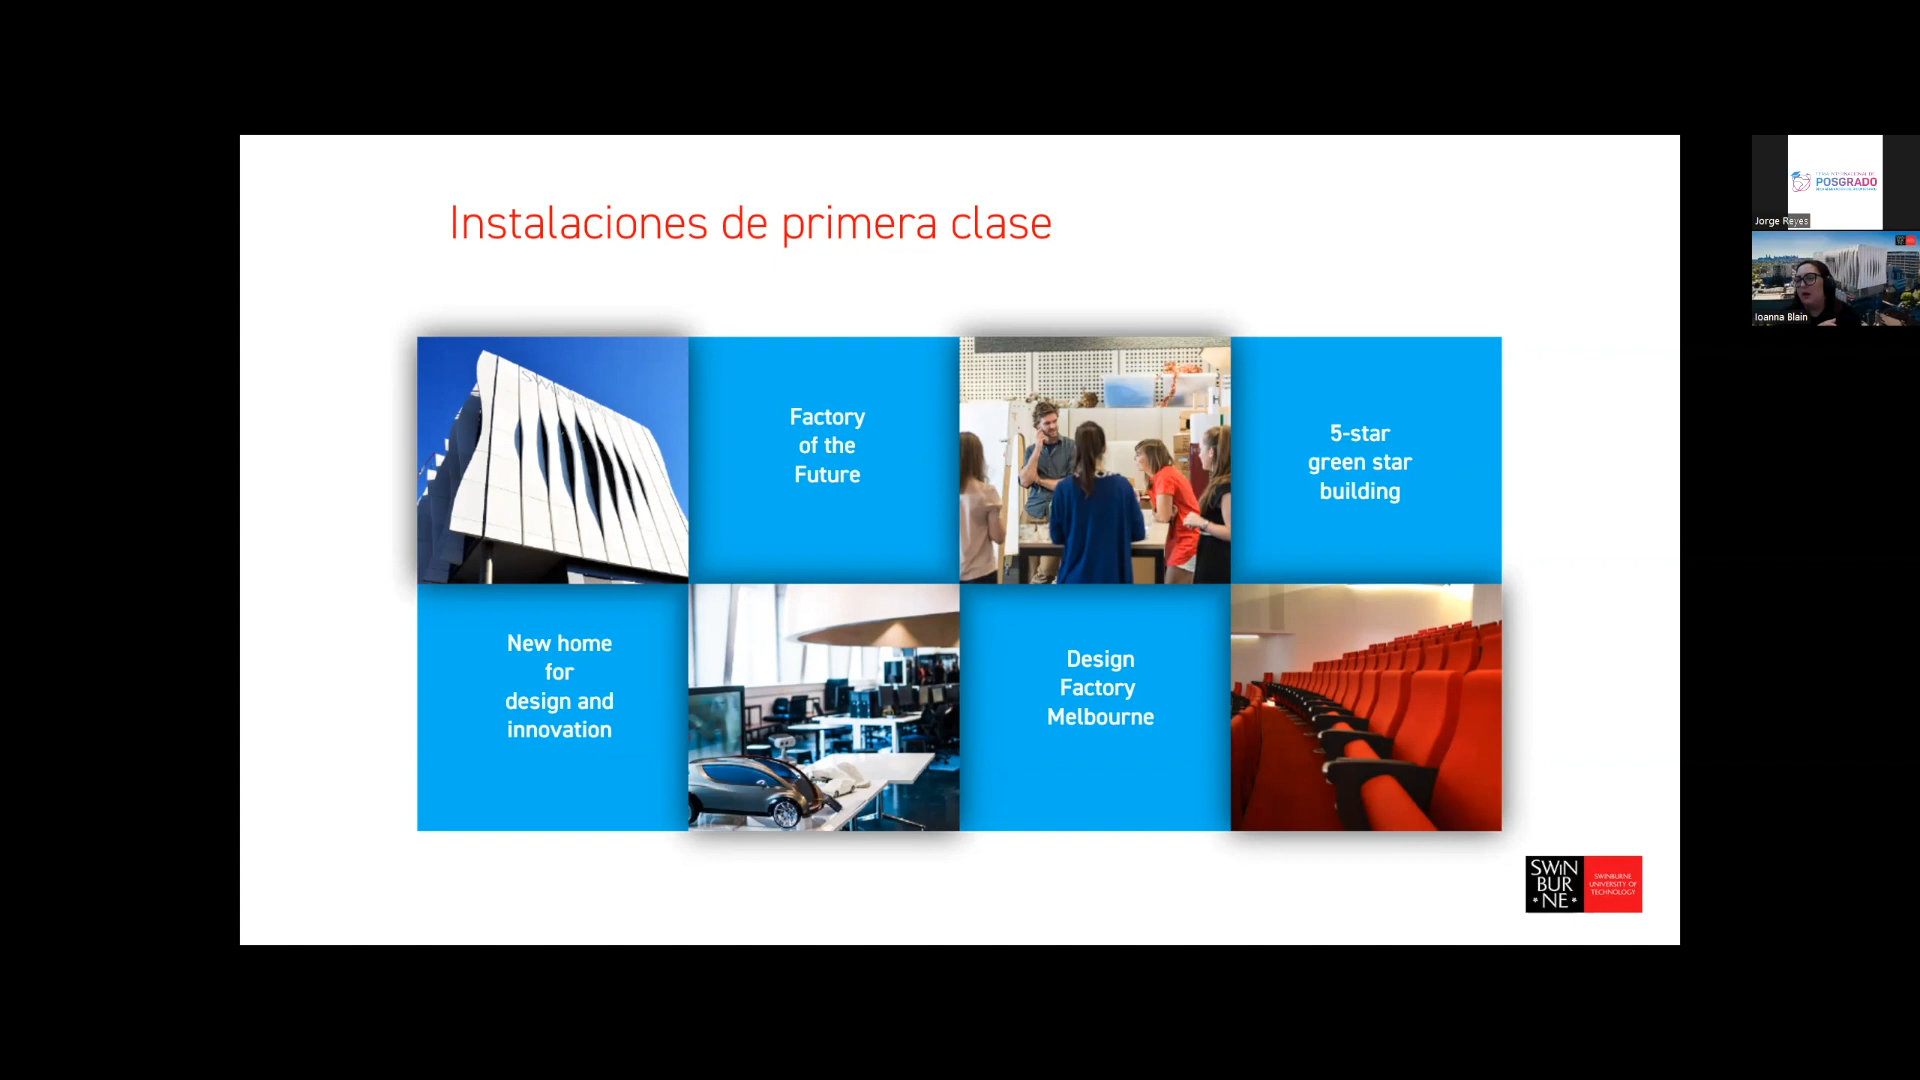 Instalaciones de primera clase
SWINBURNE
Factory
of the
Future
5-star
green star
building
New home
for
design and
innovation
Design
Factory
Melbourne
SWiN
BUR
* NE *
SWINBURNE
UNIVERSITY OF
TECHNOLOGY
POSGRADO
Jorge Reyes
Ioanna Blain